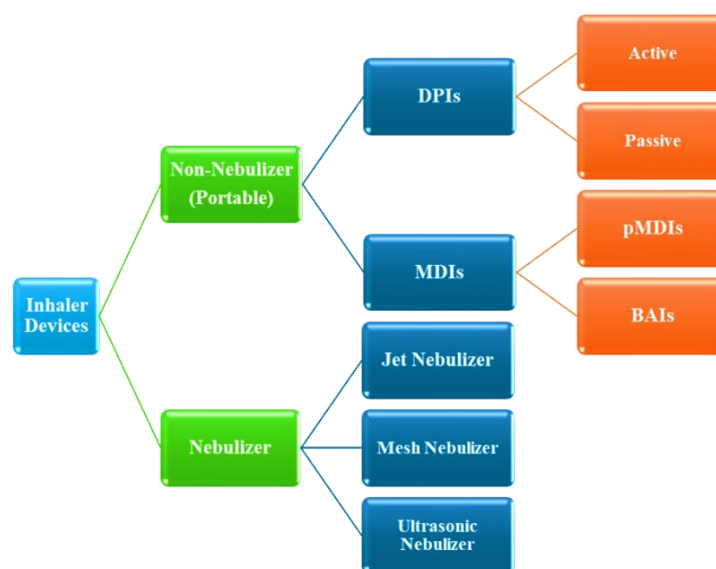 Inhaler
Devices
Non-Nebulizer
(Portable)
DPIs
Active
Passive
MDIs
pMDIs
BAIs
Nebulizer
Jet Nebulizer
Mesh Nebulizer
Ultrasonic
Nebulizer